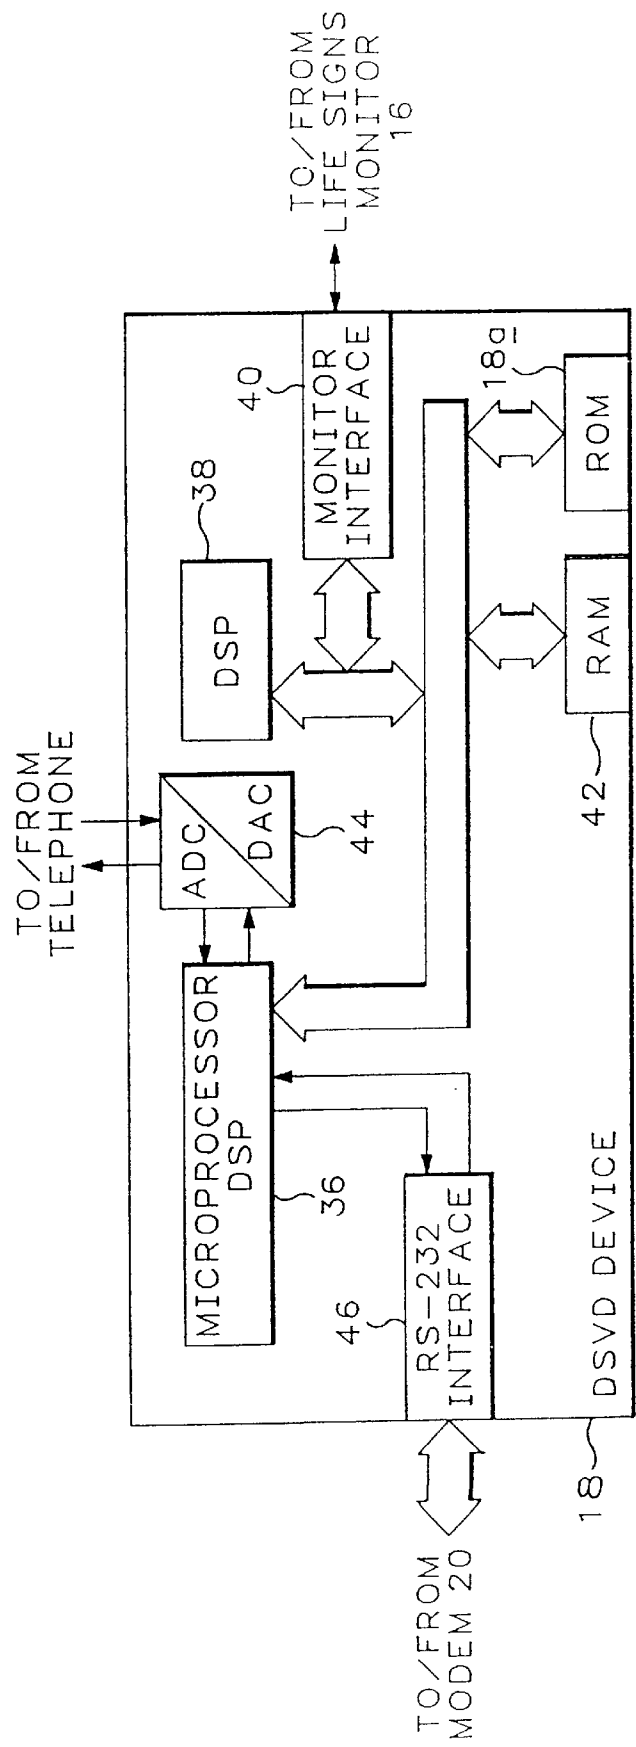 TO/FROM
TELEPHONE
TO/FROM
LIFE SIGNS
MONITOR
16
MICROPROCESSOR
DSP
36
ADC
DAC
44
DSP
38
40
MONITOR
INTERFACE
46
RS-232
INTERFACE
TO/FROM
MODEM 20
18
DSVD DEVICE
42
RAM
18a
ROM